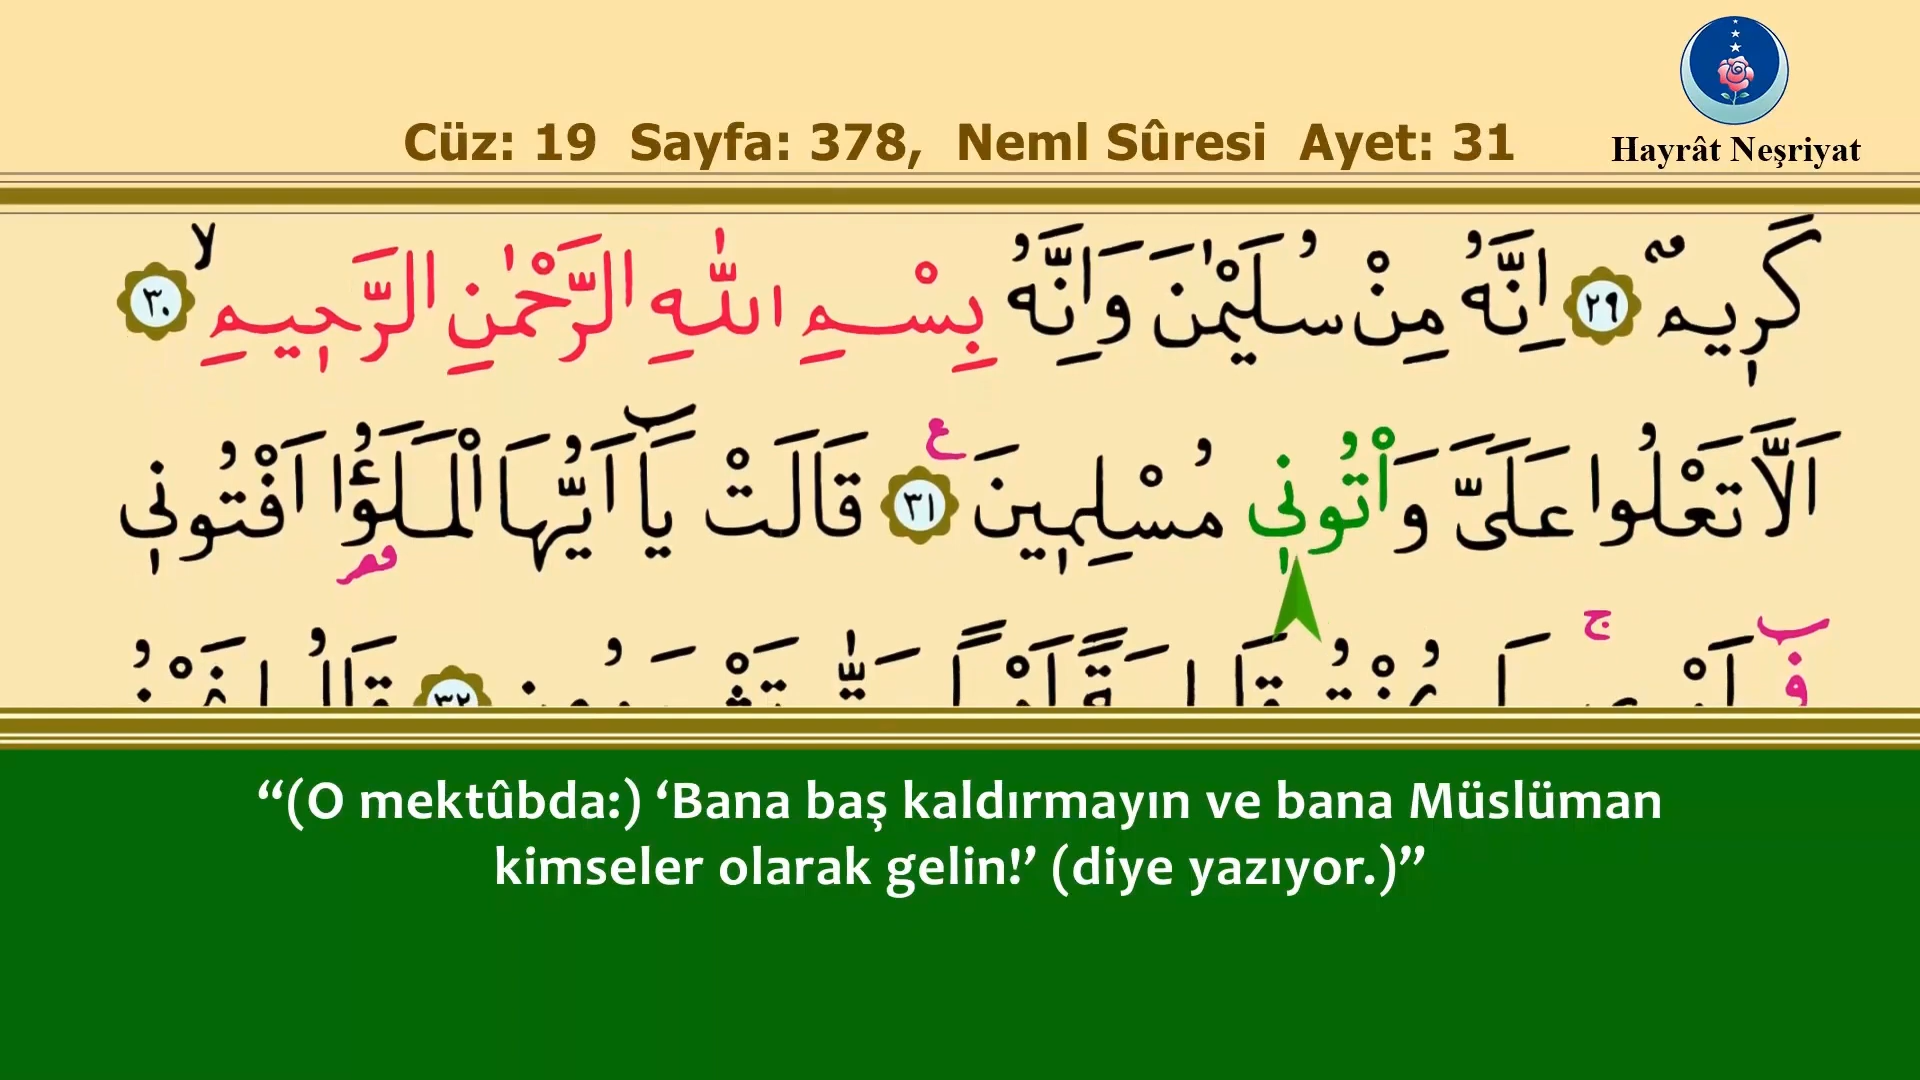 Cüz: 19 Sayfa: 378, Neml Sûresi Ayet: 31
Hayrât Neşriyat
كَرٖيمٌ ﴿٢٩﴾ اِنَّهُ مِنْ سُلَيْمٰنَ وَاِنَّهُ بِسْمِ اللّٰهِ الرَّحْمٰنِ الرَّحٖيمِ ۙ ﴿٣٠﴾
اَلَّا تَعْلُوا عَلَىَّ وَاْتُونٖى مُسْلِمٖينَ ع ﴿٣١﴾ قَالَتْ يَٓا اَيُّهَا الْمَلَؤُ۬ا اَفْتُونٖى
“(O mektûbda:) ‘Bana baş kaldırmayın ve bana Müslüman
kimseler olarak gelin!’ (diye yazıyor.)”